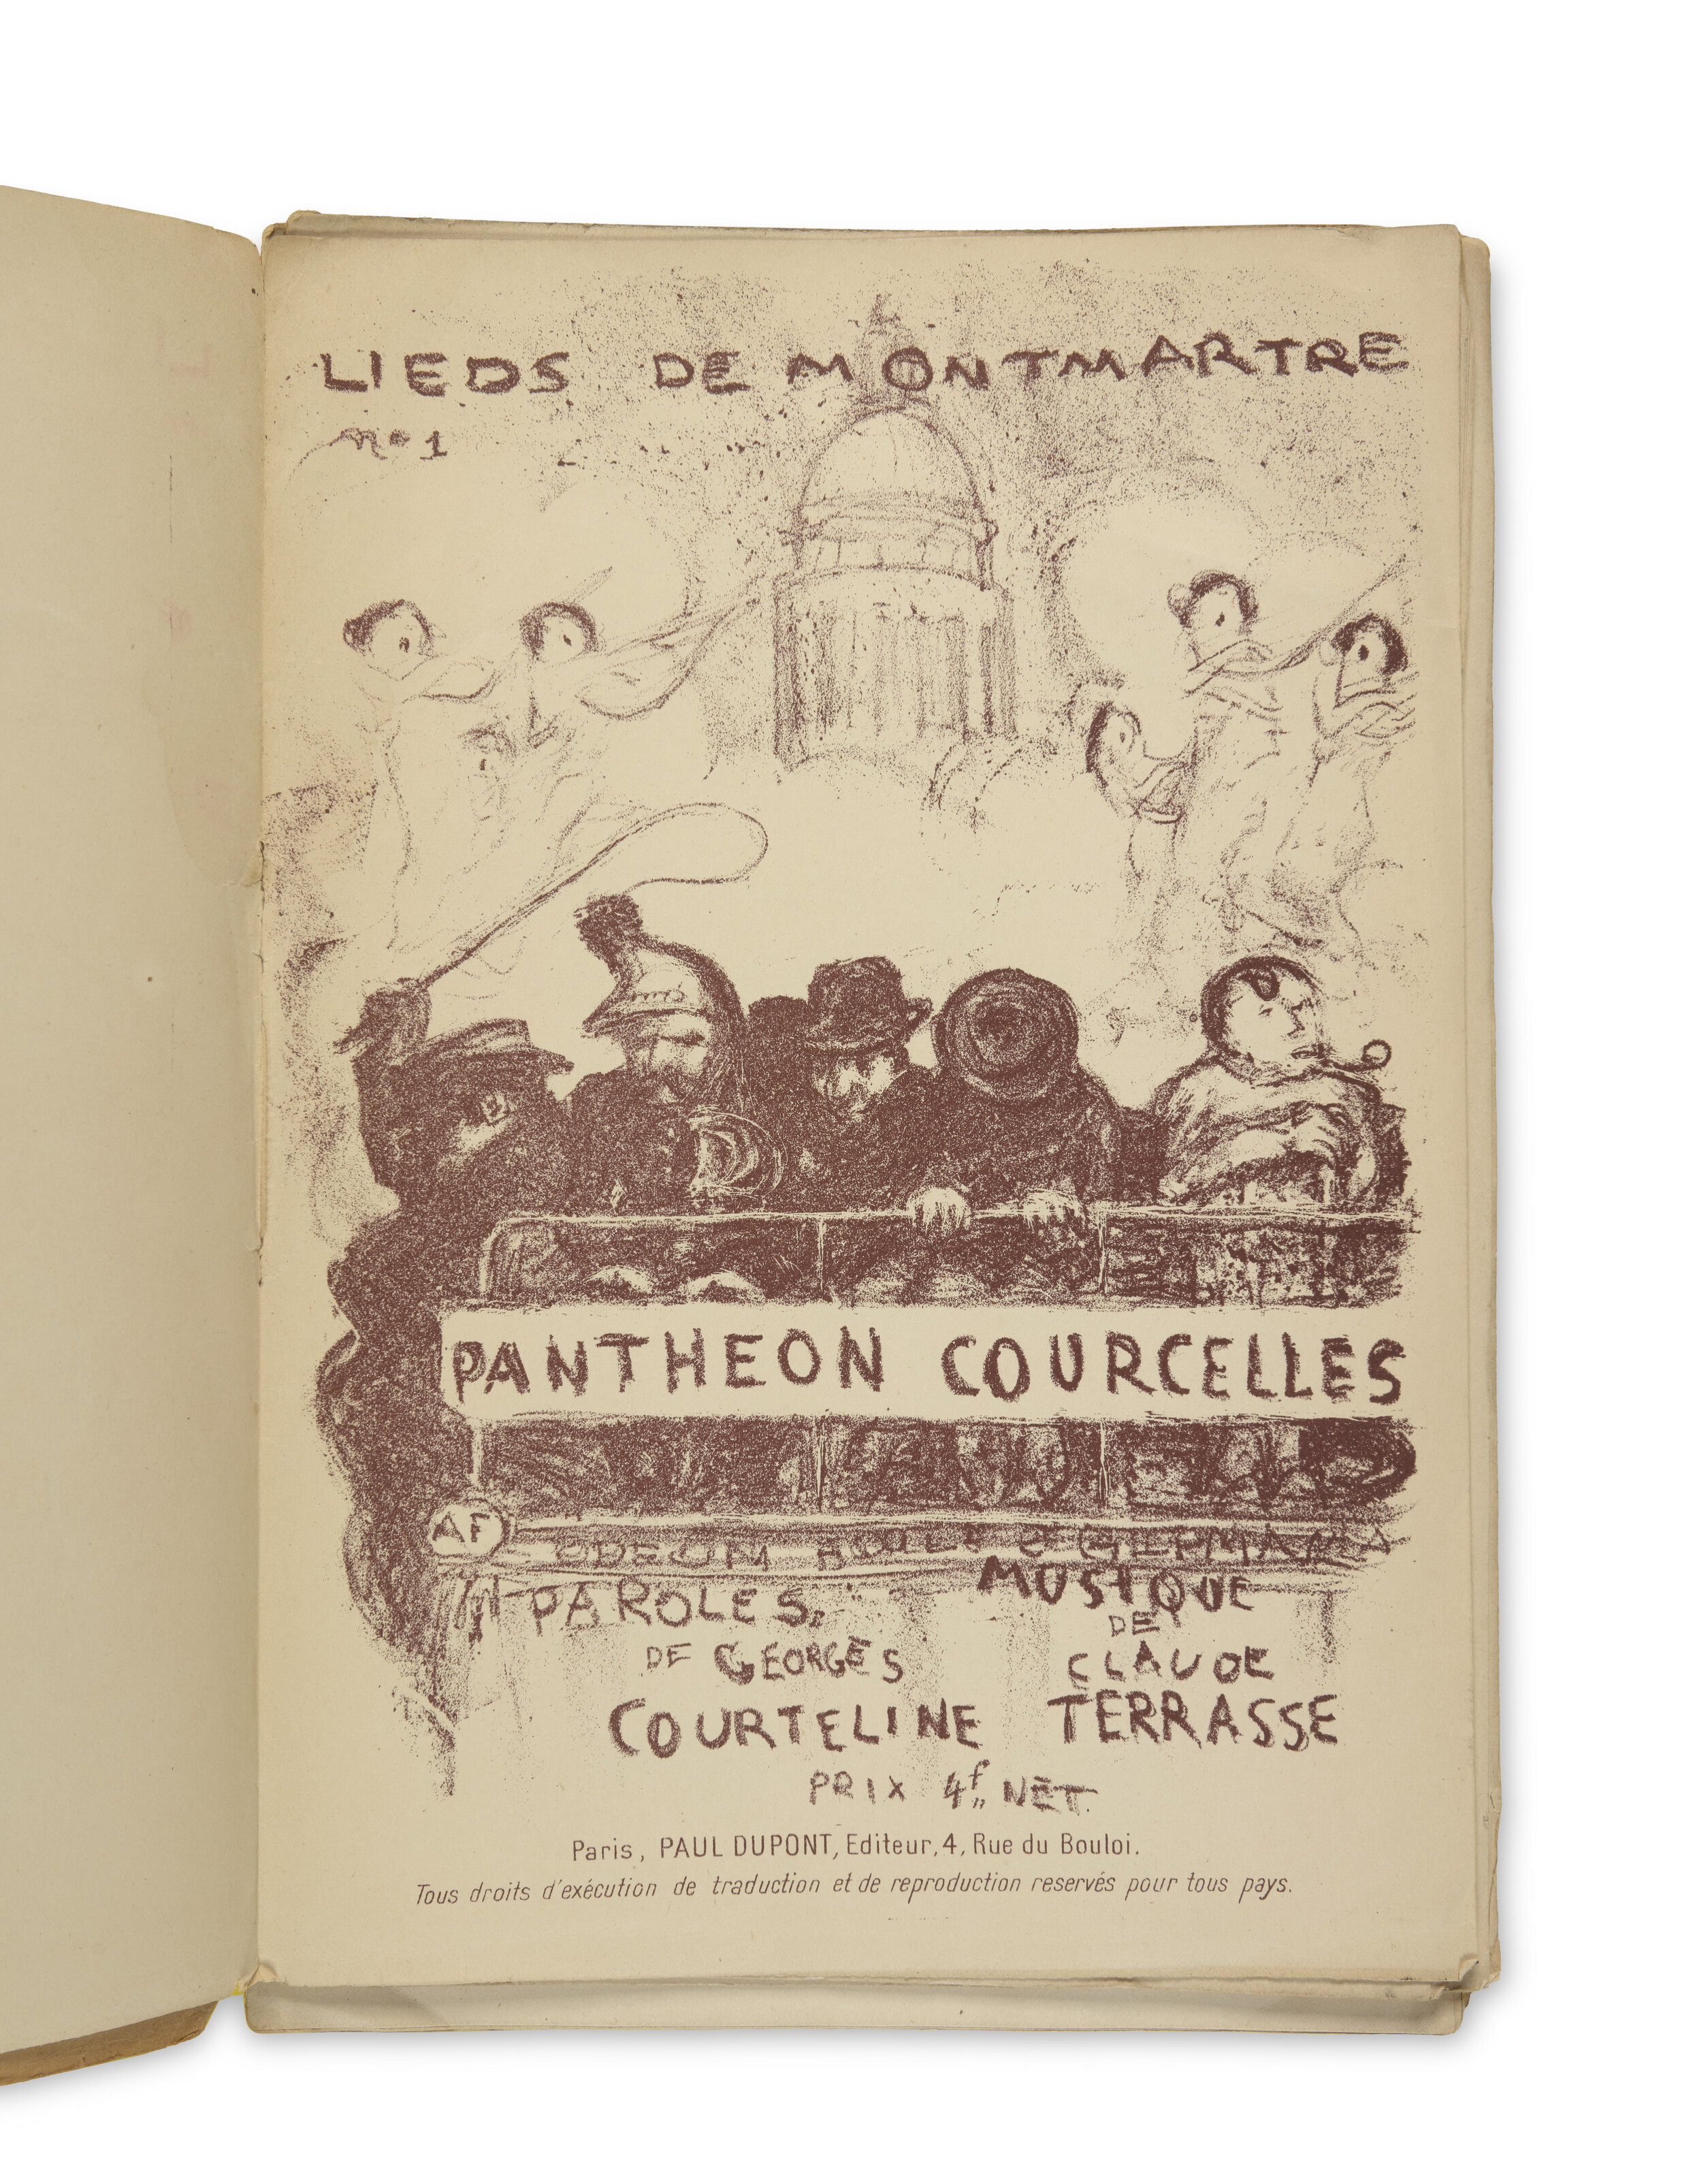 LIEDS DE MONTMARTRE
No 1
PANTHEON COURCELLES
AF
ODEON
PAROLES
MUSIQUE
DE GEORGES
DE
COURTELINE
CLAUDE
TERRASSE
PRIX 4f,, NET.
Paris, PAUL DUPONT, Editeur, 4, Rue du Bouloi.
Tous droits d'exécution de traduction et de reproduction reservés pour tous pays.